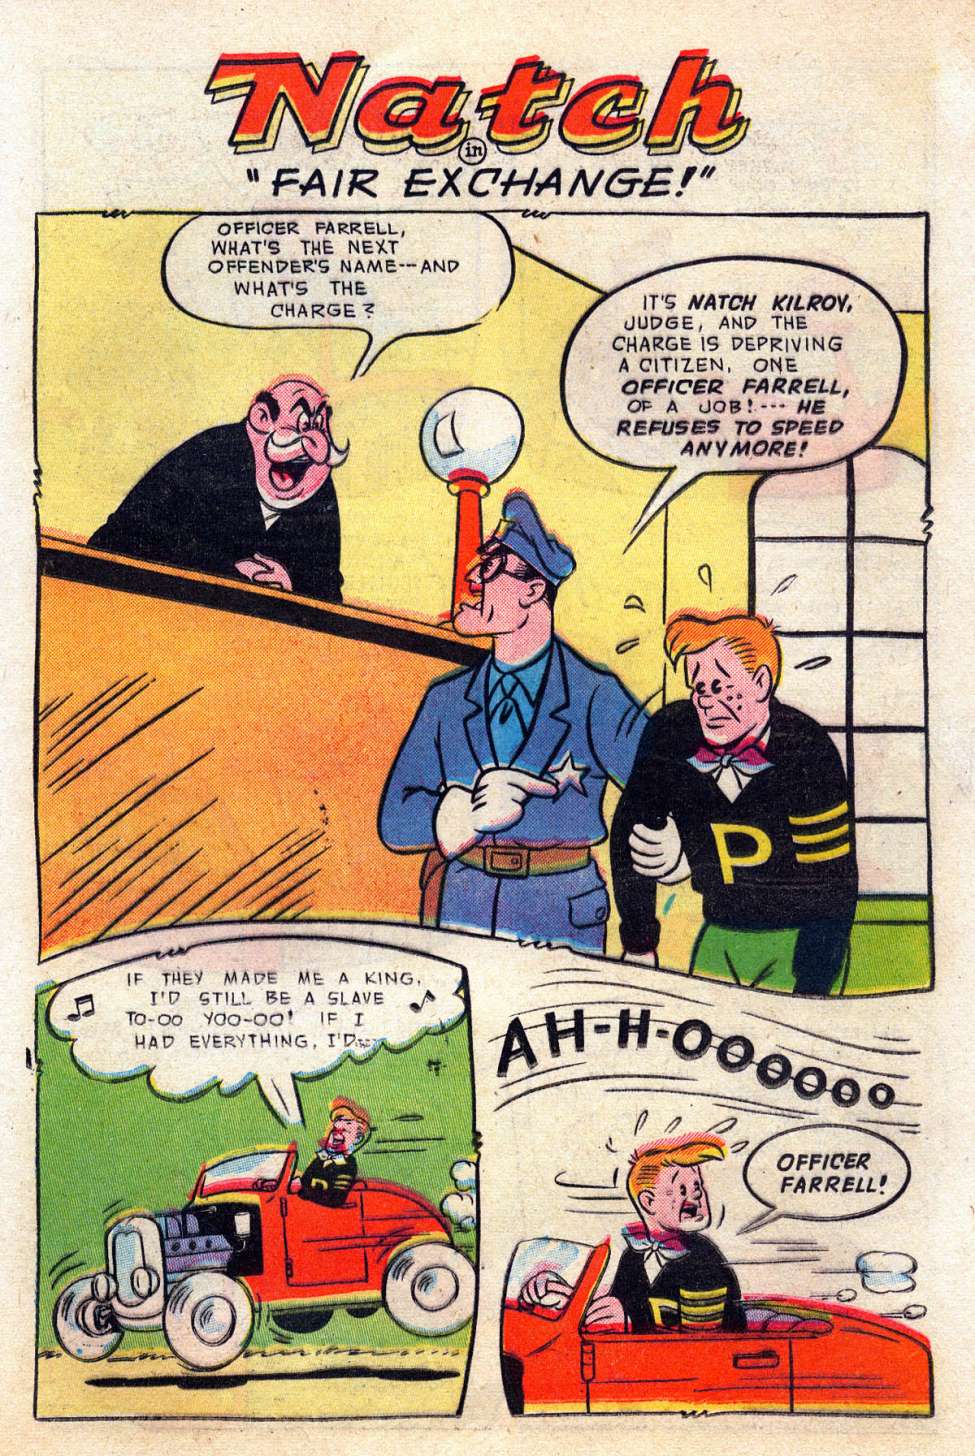 Natch
in
"FAIR EXCHANGE!"
OFFICER FARRELL,
WHAT'S THE NEXT
OFFENDER'S NAME---AND
WHAT'S THE
CHARGE?
IT'S NATCH KILROY,
JUDGE, AND THE
CHARGE IS DEPRIVING
A CITIZEN, ONE
OFFICER FARRELL,
OF A JOB!--- HE
REFUSES TO SPEED
ANYMORE!
P
IF THEY MADE ME A KING,
I'D STILL BE A SLAVE
TO-OO YOO-OO! IF I
HAD EVERYTHING, I'D...
AH-H-OOOOOOO
OFFICER
FARRELL!